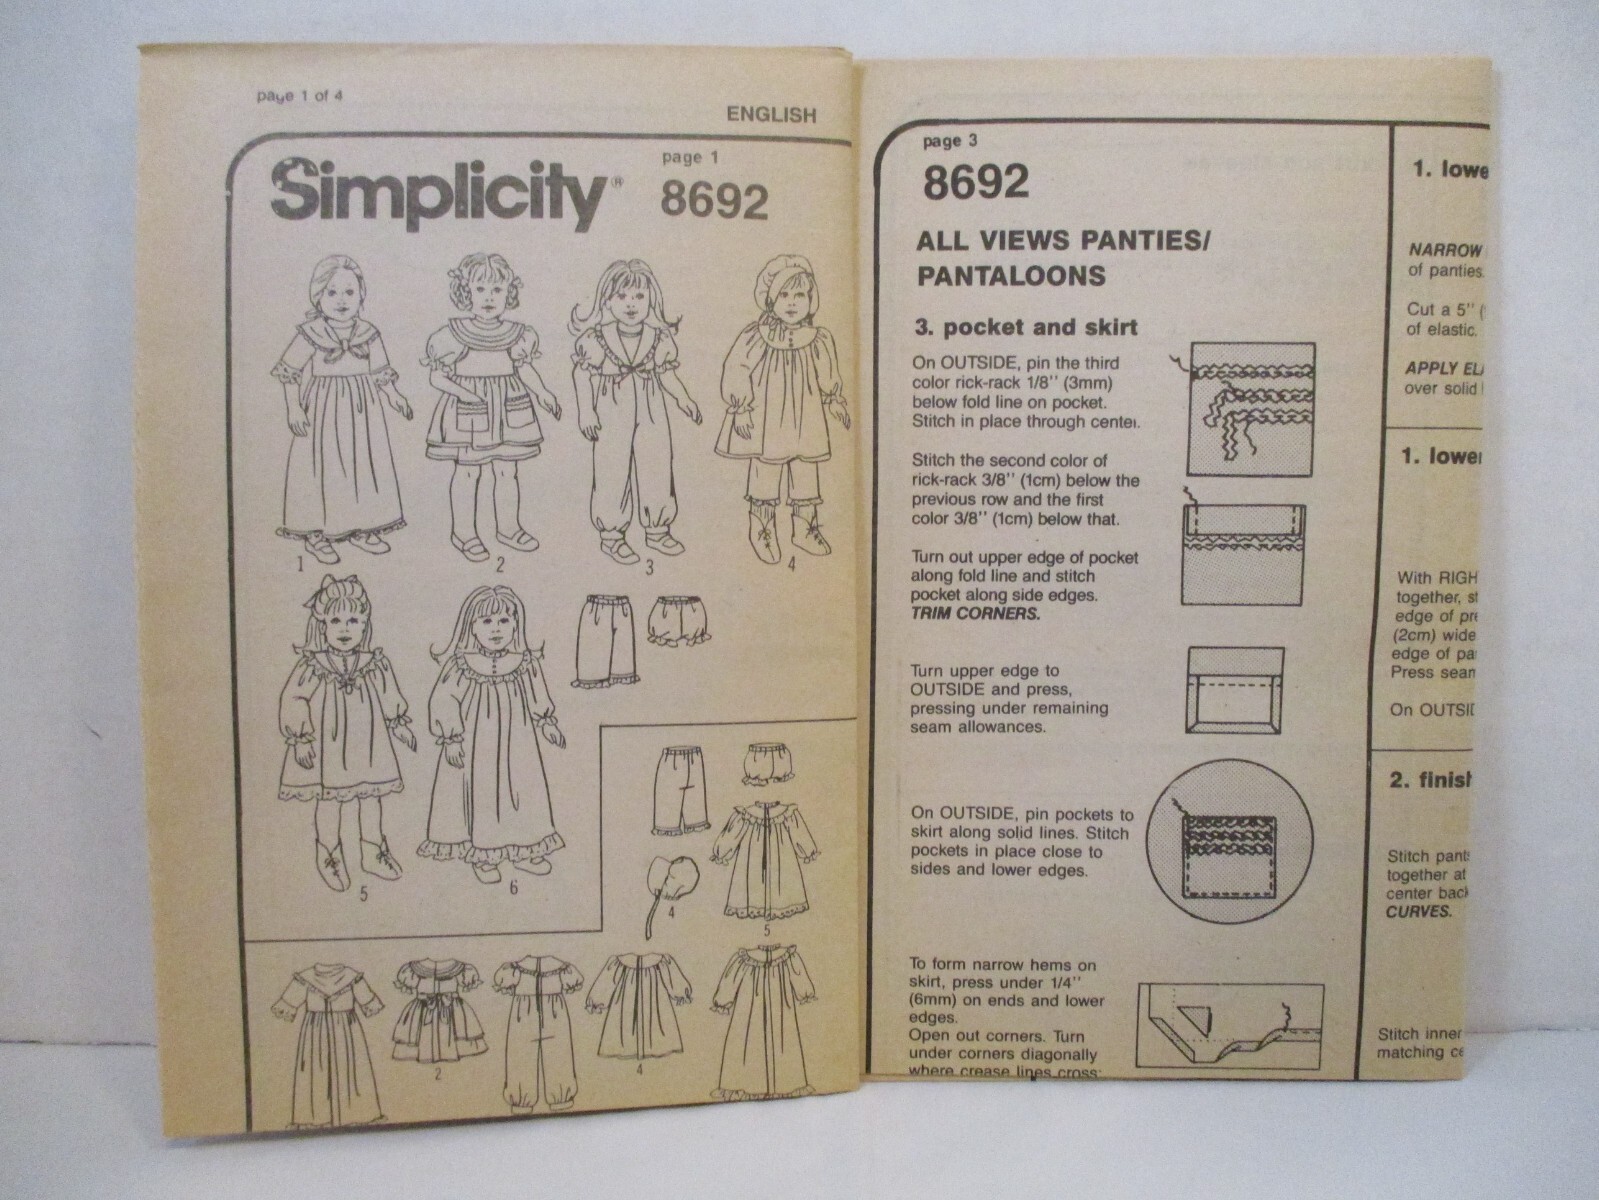 page 1 of 4
ENGLISH
Simplicity®
page 1
8692
1
2
3
4
5
6
4
5
2
4
page 3
8692
ALL VIEWS PANTIES/
PANTALOONS
3. pocket and skirt
On OUTSIDE, pin the third
color rick-rack 1/8'' (3mm)
below fold line on pocket.
Stitch in place through center.
Stitch the second color of
rick-rack 3/8'' (1cm) below the
previous row and the first
color 3/8'' (1cm) below that.
Turn out upper edge of pocket
along fold line and stitch
pocket along side edges.
TRIM CORNERS.
Turn upper edge to
OUTSIDE and press,
pressing under remaining
seam allowances.
On OUTSIDE, pin pockets to
skirt along solid lines. Stitch
pockets in place close to
sides and lower edges.
To form narrow hems on
skirt, press under 1/4''
(6mm) on ends and lower
edges.
Open out corners. Turn
under corners diagonally
where crease lines cross;
1. lowe
NARROW
of panties.
Cut a 5''
of elastic.
APPLY
over solid
1. lower
With RIGH
together,
edge of pre
(2cm) wide
edge of pa
Press seam
On OUTSID
2. finish
Stitch pant
together at
center back
CURVES.
Stitch inner
matching ce